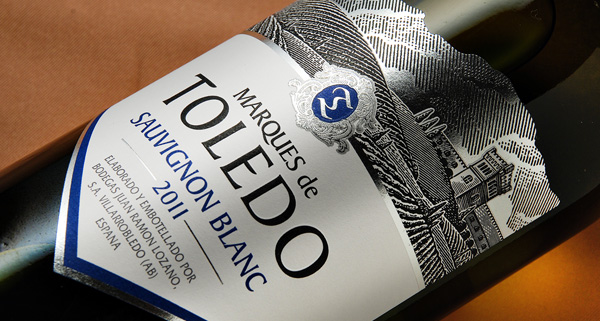 MARQUES de
TOLEDO
SAUVIGNON BLANC
2011
ELABORADO Y EMBOTELLADO POR
BODEGAS JUAN RAMON LOZANO,
S.A. VILLARROBLEDO (AB)
ESPAÑA